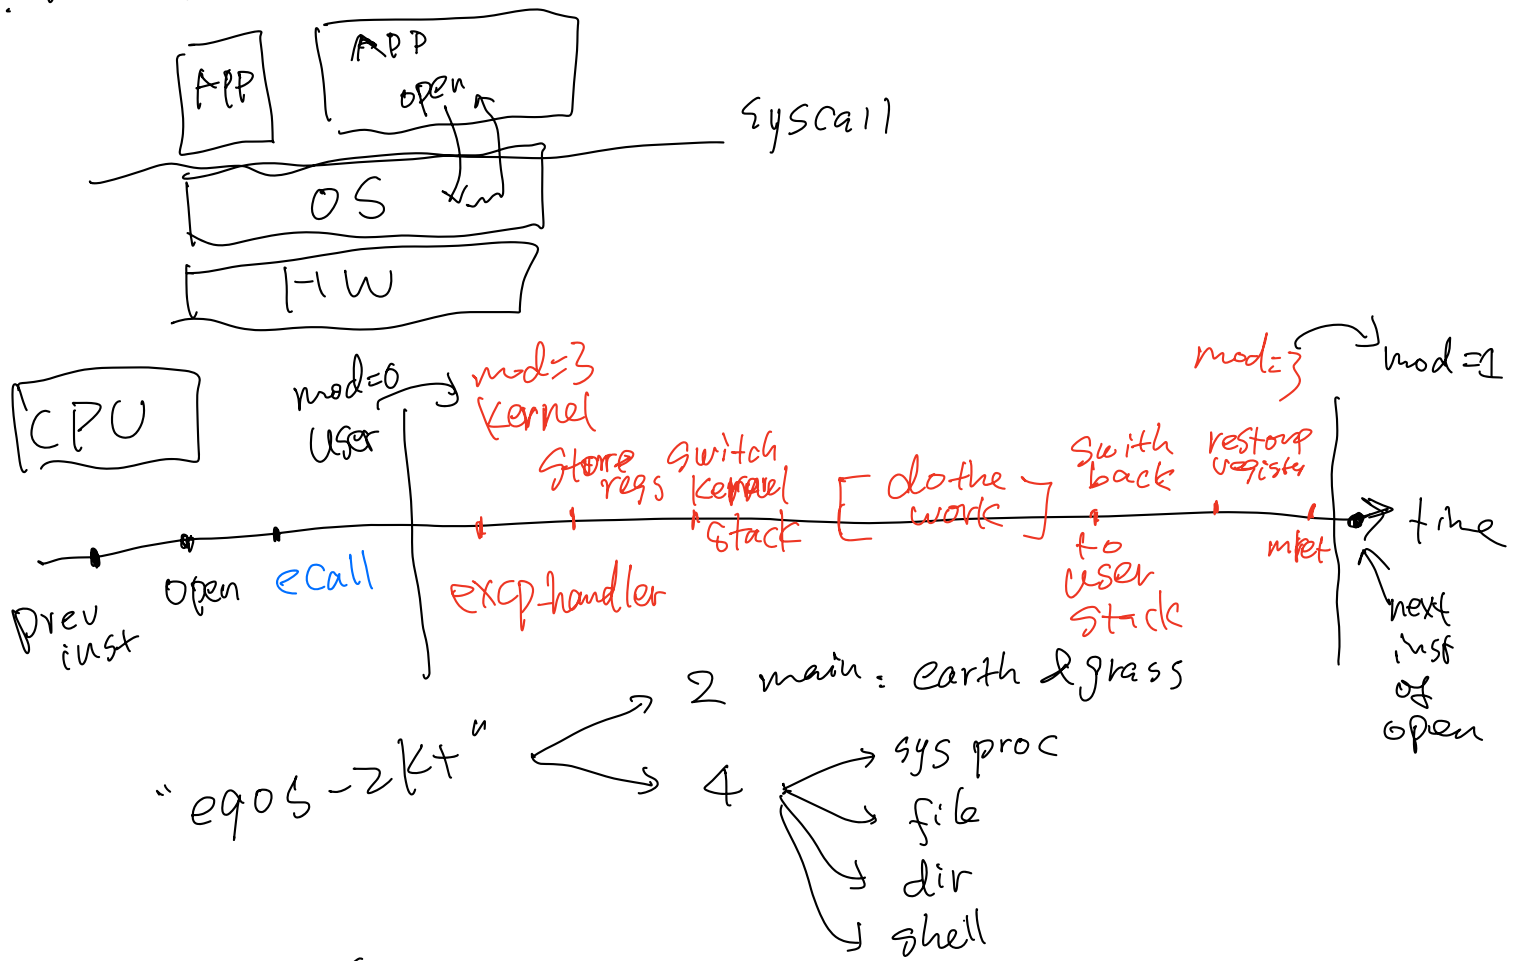 APP
APP
open
syscall
OS
HW
CPU
mod=0
user
mod=3
kernel
store
regs
switch
kernel
stack
[ do the
work ]
swith
back
to
user
stack
mod=3
mod=1
register
mret
time
prev
inst
open
ecall
excp-handler
next
inst
of
open
"egos-2k+"
2 main: earth & grass
4
sys proc
file
dir
shell